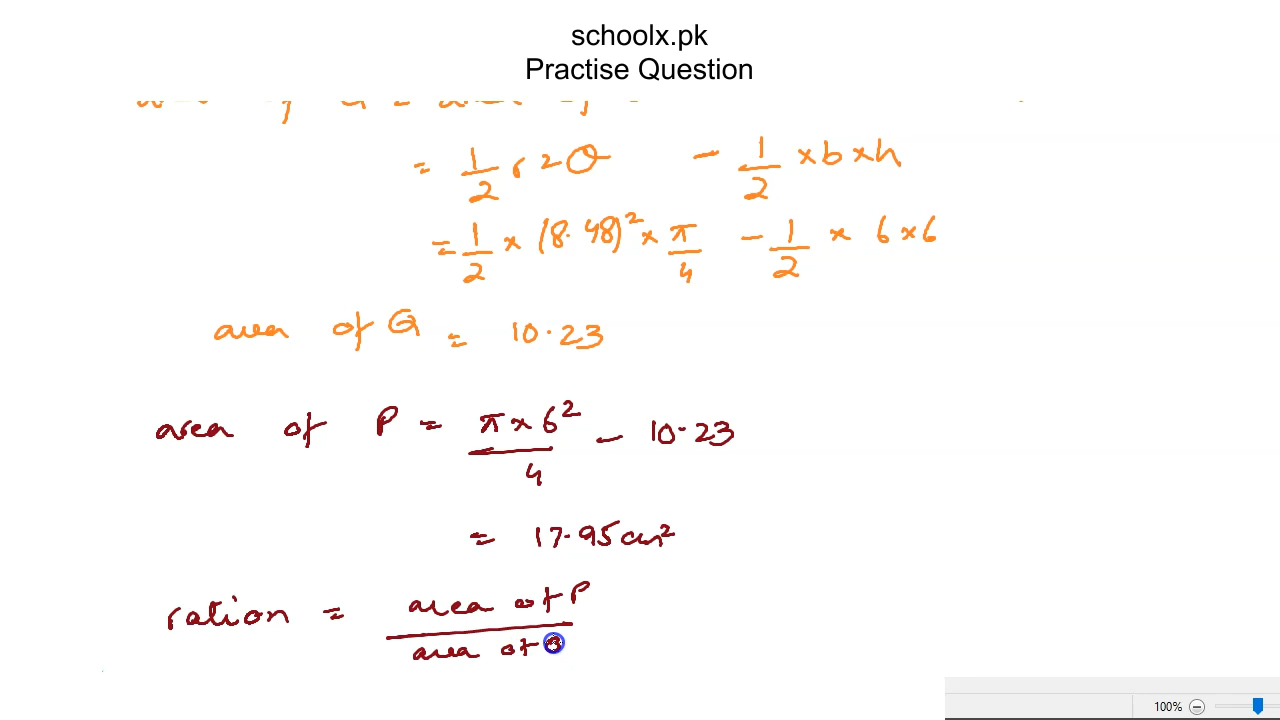 schoolx.pk
Practise Question
= 1/2 r2θ - 1/2 × b × h
= 1/2 × (8.48)² × π/4 - 1/2 × 6 × 6
area of Q = 10.23
area of P = π × 6²/4 - 10.23
= 17.95 cm²
ration = area of P
area of
100%